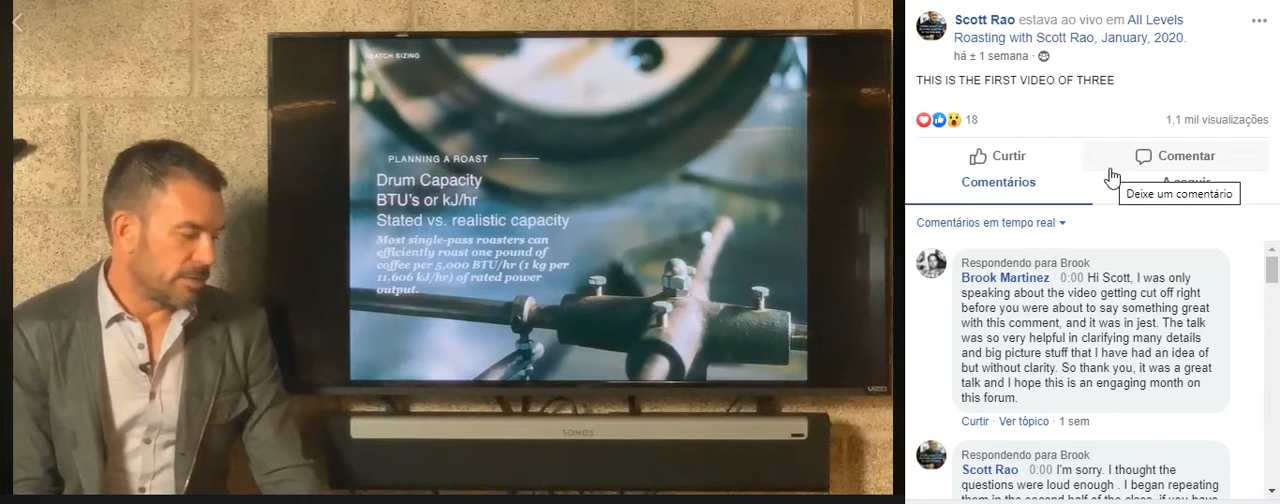 BATCH SIZING
PLANNING A ROAST
Drum Capacity
BTU's or kJ/hr
Stated vs. realistic capacity
Most single-pass roasters can
efficiently roast one pound of
coffee per 5,000 BTU/hr (1 kg per
11,606 kJ/hr) of rated power
output.
VIZIO
SONOS
Scott Rao estava ao vivo em All Levels
Roasting with Scott Rao, January, 2020.
há ± 1 semana ·
THIS IS THE FIRST VIDEO OF THREE
18
1,1 mil visualizações
Curtir
Comentar
Comentários
A seguir
Deixe um comentário
Comentários em tempo real
Respondendo para Brook
Brook Martinez · 0:00 Hi Scott, I was only
speaking about the video getting cut off right
before you were about to say something great
with this comment, and it was in jest. The talk
was so very helpful in clarifying many details
and big picture stuff that I have had an idea of
but without clarity. So thank you, it was a great
talk and I hope this is an engaging month on
this forum.
Curtir · Ver tópico · 1 sem
Respondendo para Brook
Scott Rao · 0:00 I'm sorry. I thought the
questions were loud enough . I began repeating
them in the second half of the class, if you have